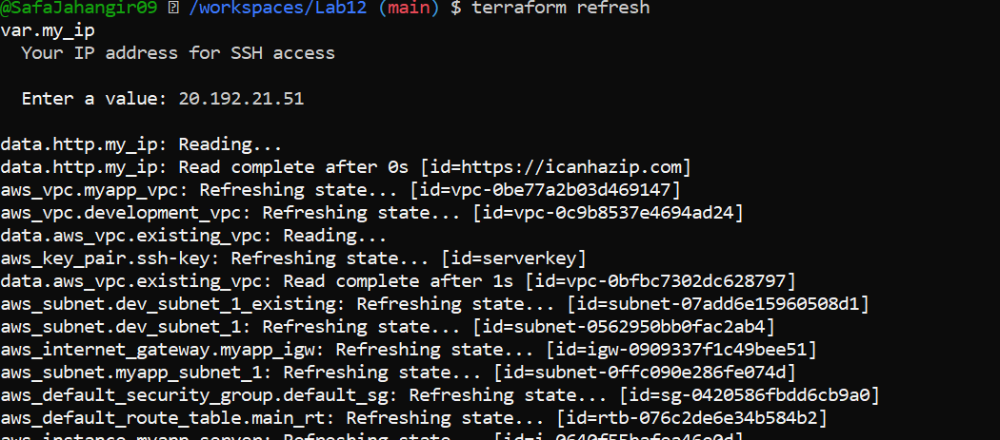 @SafaJahangir09 /workspaces/Lab12 (main) $ terraform refresh
var.my_ip
Your IP address for SSH access
Enter a value: 20.192.21.51
data.http.my_ip: Reading...
data.http.my_ip: Read complete after 0s [id=https://icanhazip.com]
aws_vpc.myapp_vpc: Refreshing state... [id=vpc-0be77a2b03d469147]
aws_vpc.development_vpc: Refreshing state... [id=vpc-0c9b8537e4694ad24]
data.aws_vpc.existing_vpc: Reading...
aws_key_pair.ssh-key: Refreshing state... [id=serverkey]
data.aws_vpc.existing_vpc: Read complete after 1s [id=vpc-0bfbc7302dc628797]
aws_subnet.dev_subnet_1_existing: Refreshing state... [id=subnet-07add6e15960508d1]
aws_subnet.dev_subnet_1: Refreshing state... [id=subnet-0562950bb0fac2ab4]
aws_internet_gateway.myapp_igw: Refreshing state... [id=igw-0909337f1c49bee51]
aws_subnet.myapp_subnet_1: Refreshing state... [id=subnet-0ffc090e286fe074d]
aws_default_security_group.default_sg: Refreshing state... [id=sg-0420586fbdd6cb9a0]
aws_default_route_table.main_rt: Refreshing state... [id=rtb-076c2de6e34b584b2]
aws_instance.myapp_server: Refreshing state...